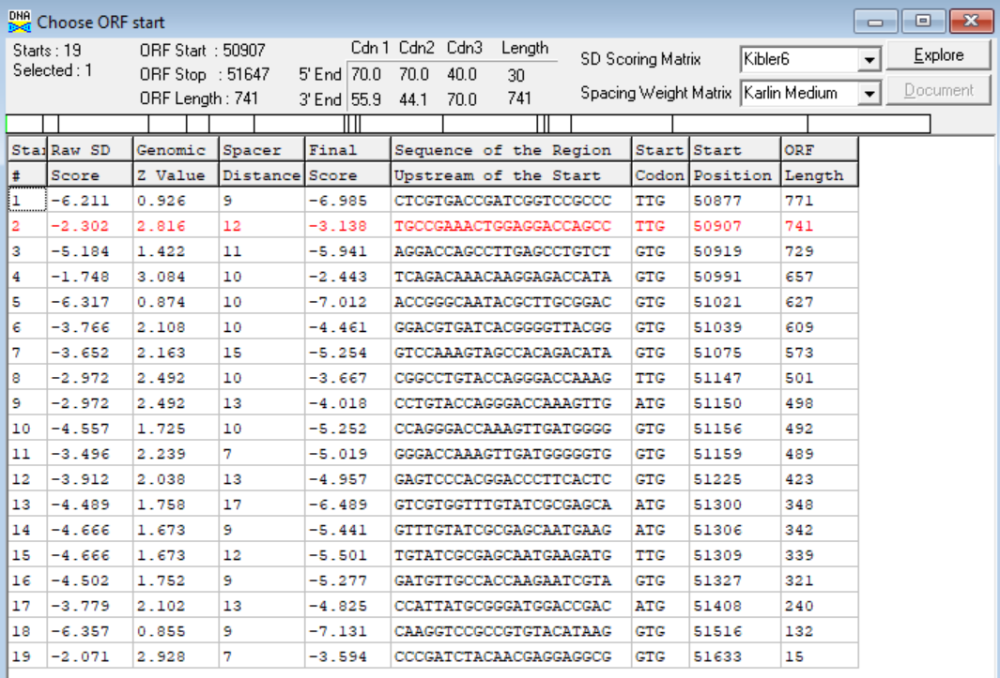 DNA Choose ORF start
Starts : 19 ORF Start : 50907 Cdn 1 Cdn2 Cdn3 Length SD Scoring Matrix Kibler6 Explore
Selected : 1 ORF Stop : 51647 5' End 70.0 70.0 40.0 30 Spacing Weight Matrix Karlin Medium Document
ORF Length : 741 3' End 55.9 44.1 70.0 741
Star Raw SD Genomic Spacer Final Sequence of the Region Start Start ORF
# Score Z Value Distance Score Upstream of the Start Codon Position Length
1 -6.211 0.926 9 -6.985 CTCGTGACCGATCGGTCCGCCC TTG 50877 771
2 -2.302 2.816 12 -3.138 TGCCGAAACTGGAGGACCAGCC TTG 50907 741
3 -5.184 1.422 11 -5.941 AGGACCAGCCTTGAGCCTGTCT GTG 50919 729
4 -1.748 3.084 10 -2.443 TCAGACAAACAAGGAGACCATA GTG 50991 657
5 -6.317 0.874 10 -7.012 ACCGGGCAATACGCTTGCGGAC GTG 51021 627
6 -3.766 2.108 10 -4.461 GGACGTGATCACGGGGTTACGG GTG 51039 609
7 -3.652 2.163 15 -5.254 GTCCAAAGTAGCCACAGACATA GTG 51075 573
8 -2.972 2.492 10 -3.667 CGGCCTGTACCAGGGACCAAAG TTG 51147 501
9 -2.972 2.492 13 -4.018 CCTGTACCAGGGACCAAAGTTG ATG 51150 498
10 -4.557 1.725 10 -5.252 CCAGGGACCAAAGTTGATGGGG GTG 51156 492
11 -3.496 2.239 7 -5.019 GGGACCAAAGTTGATGGGGGTG GTG 51159 489
12 -3.912 2.038 13 -4.957 GAGTCCCACGGACCCTTCACTC GTG 51225 423
13 -4.489 1.758 17 -6.489 GTCGTGGTTTGTATCGCGAGCA ATG 51300 348
14 -4.666 1.673 9 -5.441 GTTTGTATCGCGAGCAATGAAG ATG 51306 342
15 -4.666 1.673 12 -5.501 TGTATCGCGAGCAATGAAGATG TTG 51309 339
16 -4.502 1.752 9 -5.277 GATGTTGCCACCAAGAATCGTA GTG 51327 321
17 -3.779 2.102 13 -4.825 CCATTATGCGGGATGGACCGAC ATG 51408 240
18 -6.357 0.855 9 -7.131 CAAGGTCCGCCGTGTACATAAG GTG 51516 132
19 -2.071 2.928 7 -3.594 CCCGATCTACAACGAGGAGGCG GTG 51633 15